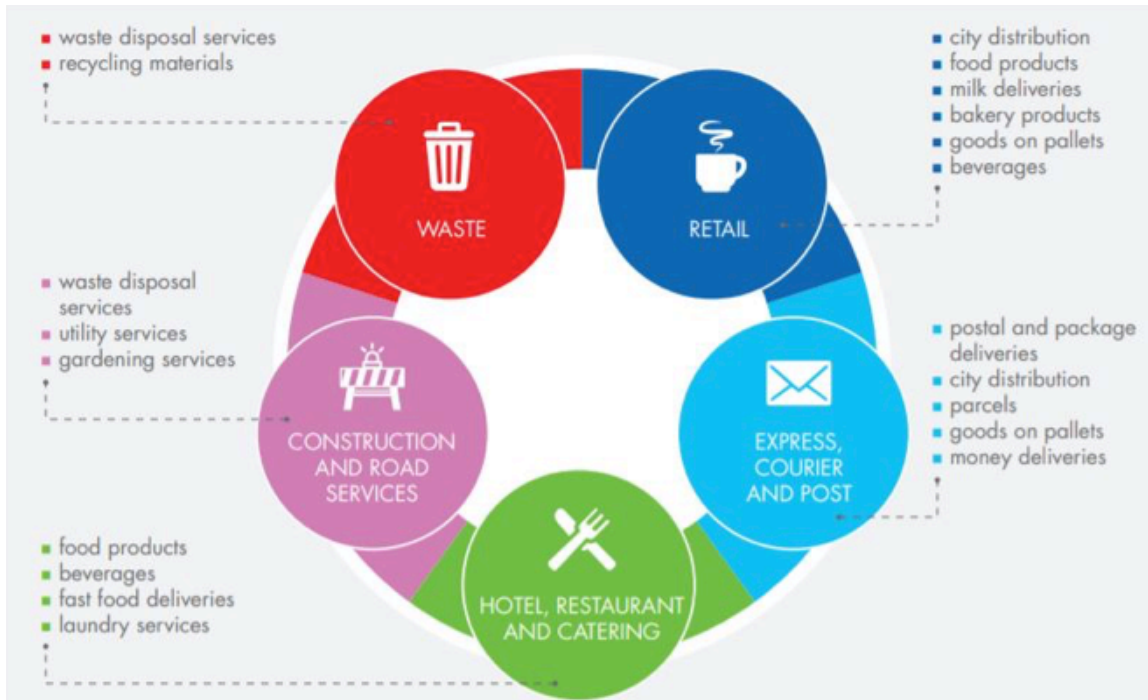 waste disposal services
recycling materials
WASTE
city distribution
food products
milk deliveries
bakery products
goods on pallets
beverages
RETAIL
waste disposal
services
utility services
gardening services
CONSTRUCTION
AND ROAD
SERVICES
postal and package
deliveries
city distribution
parcels
goods on pallets
money deliveries
EXPRESS,
COURIER
AND POST
food products
beverages
fast food deliveries
laundry services
HOTEL, RESTAURANT
AND CATERING